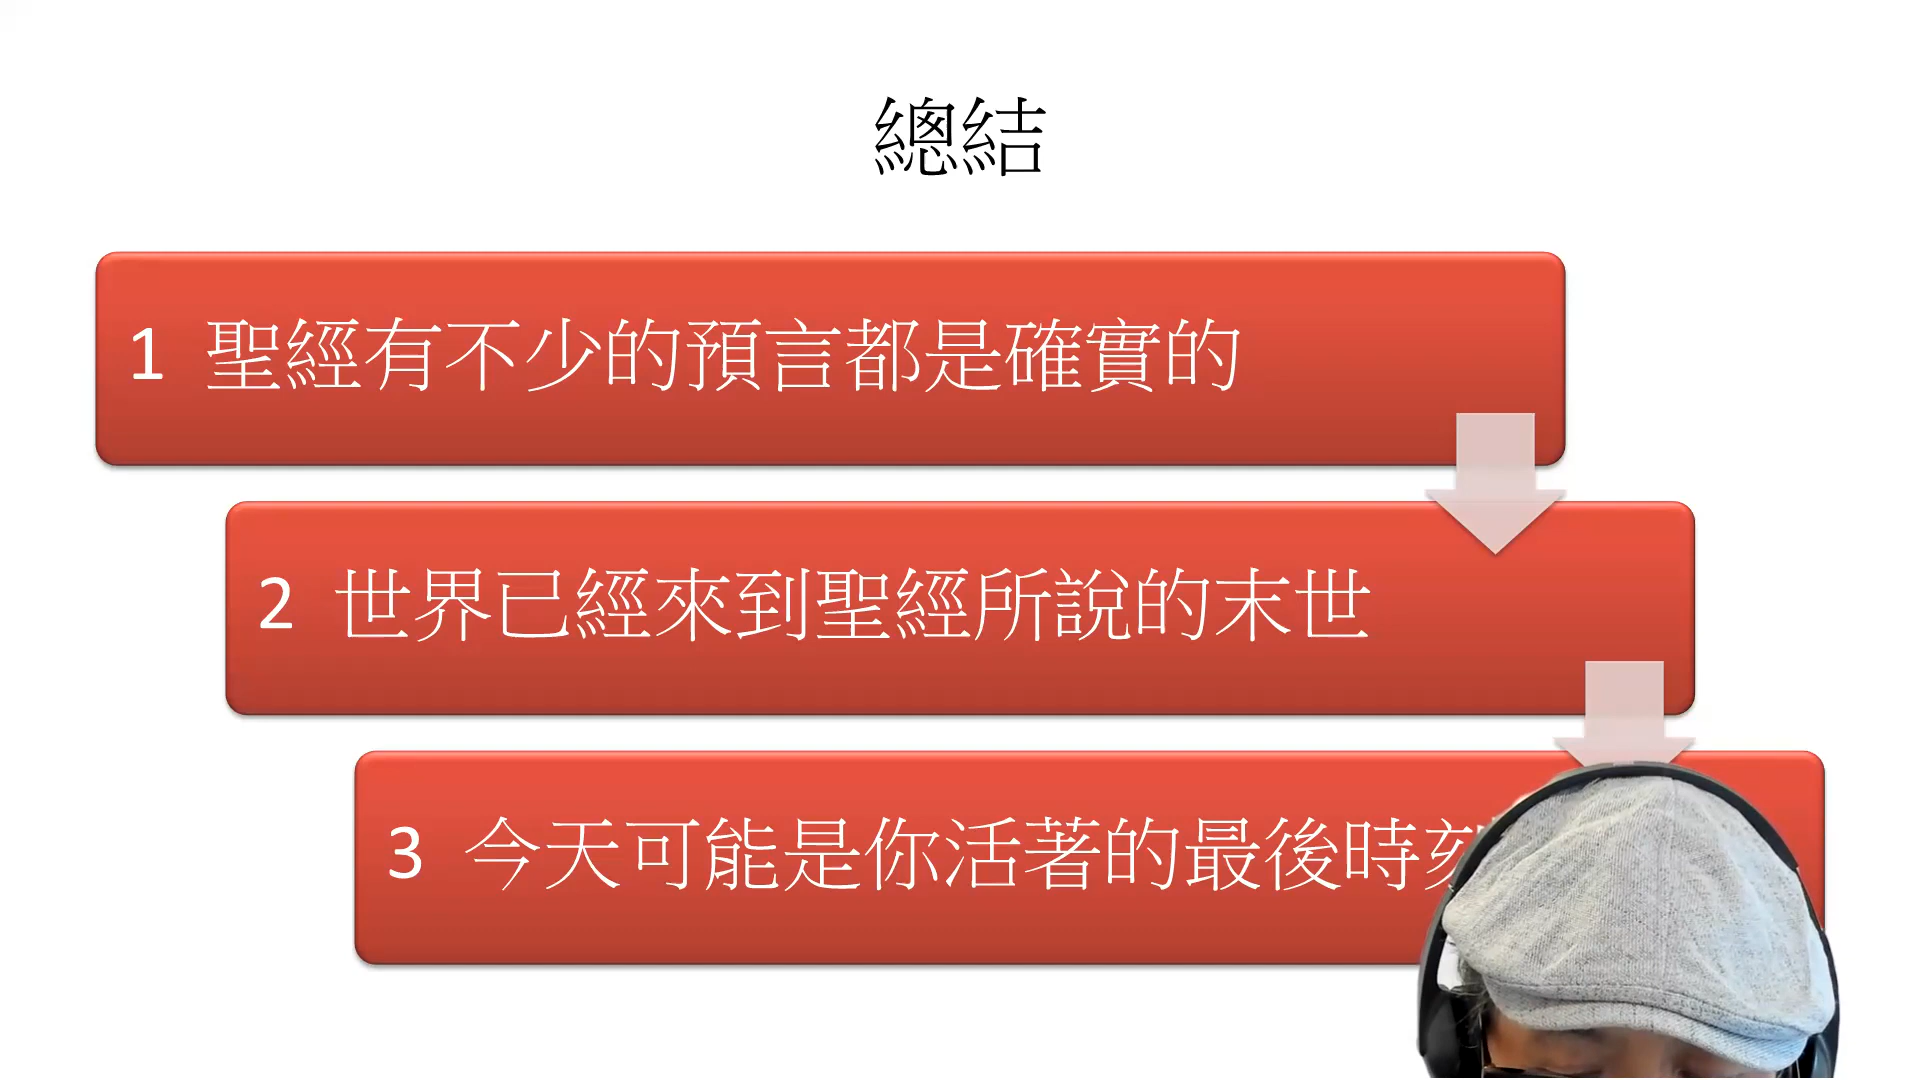 總結
1 聖經有不少的預言都是確實的
2 世界已經來到聖經所說的末世
3 今天可能是你活著的最後時刻